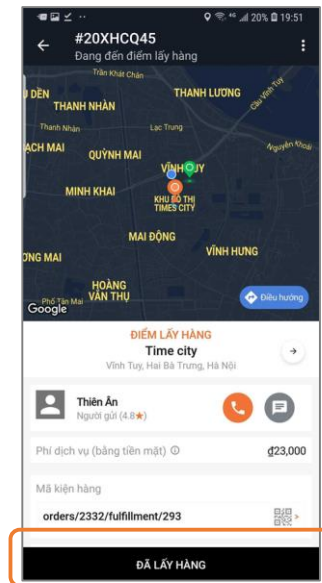 20% 19:51
#20XHCQ45
Đang đến điểm lấy hàng
Trần Khát Chân
THANH LƯƠNG
Cầu Vĩnh Tuy
THANH NHÀN
Thanh Nhàn
Lạc Trung
ẠCH MAI
QUỲNH MAI
VĨNH TUY
Nguyễn Khoái
MINH KHAI
KHU ĐÔ THỊ
TIMES CITY
MAI ĐỘNG
VĨNH HƯNG
ƠNG MAI
HOÀNG
VĂN THỤ
Phố Tân Mai
Google
Điều hướng
ĐIỂM LẤY HÀNG
Time city
Vĩnh Tuy, Hai Bà Trưng, Hà Nội
Thiên Ân
Người gửi (4.8★)
Phí dịch vụ (bằng tiền mặt) ₫23,000
Mã kiện hàng
orders/2332/fulfillment/293
ĐÃ LẤY HÀNG